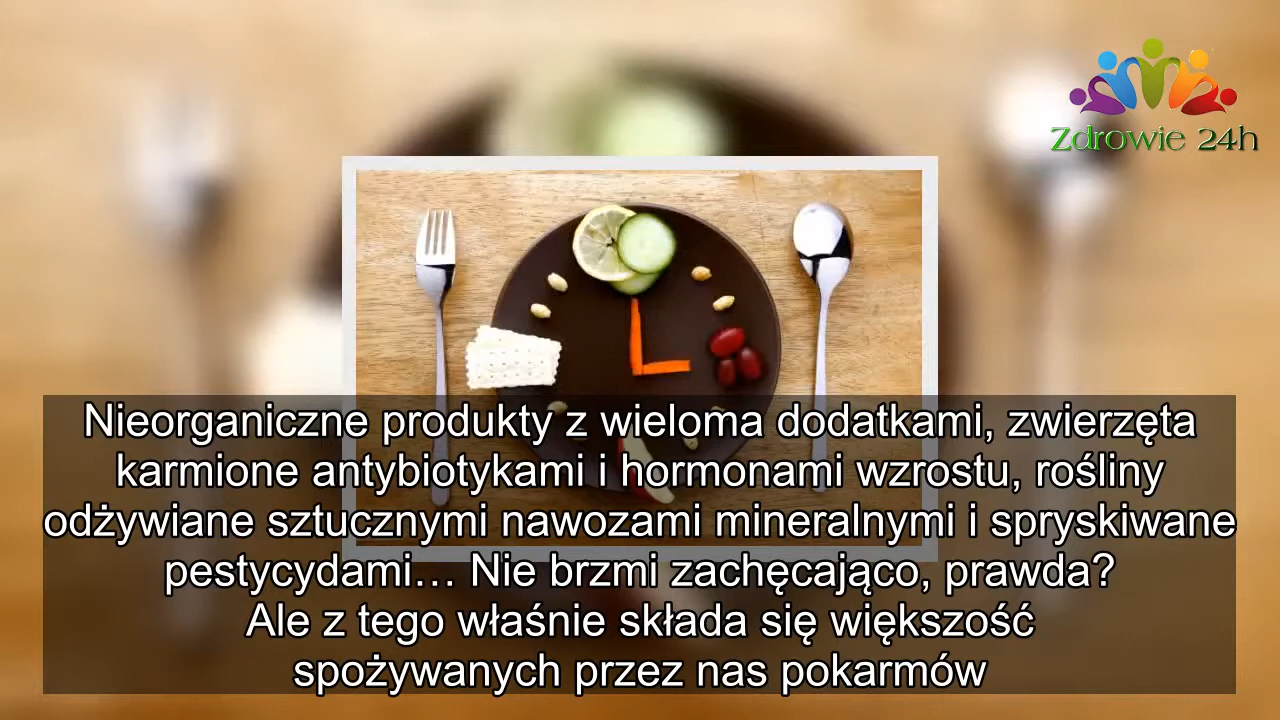 Zdrowie 24h
Nieorganiczne produkty z wieloma dodatkami, zwierzęta
karmione antybiotykami i hormonami wzrostu, rośliny
odżywiane sztucznymi nawozami mineralnymi i spryskiwane
pestycydami… Nie brzmi zachęcająco, prawda?
Ale z tego właśnie składa się większość
spożywanych przez nas pokarmów